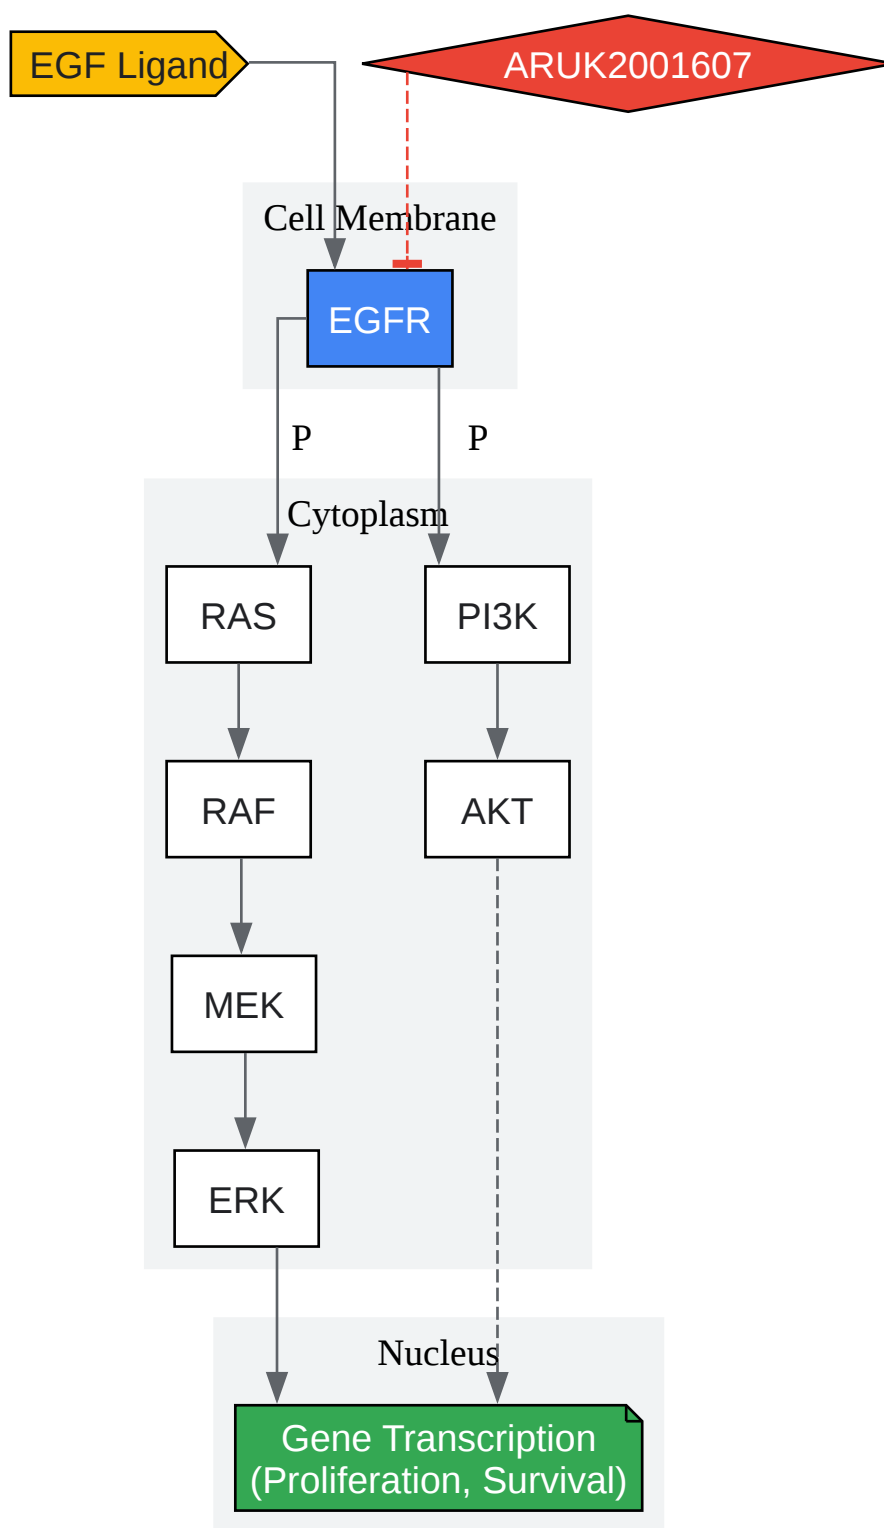 EGF Ligand
ARUK2001607
Cell Membrane
EGFR
P
P
Cytoplasm
RAS
PI3K
RAF
AKT
MEK
ERK
Nucleus
Gene Transcription
(Proliferation, Survival)